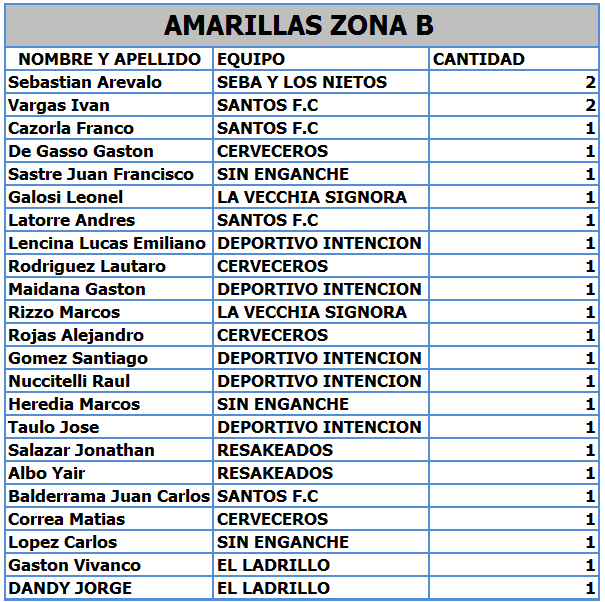 AMARILLAS ZONA B
NOMBRE Y APELLIDO EQUIPO CANTIDAD
Sebastian Arevalo SEBA Y LOS NIETOS 2
Vargas Ivan SANTOS F.C 2
Cazorla Franco SANTOS F.C 1
De Gasso Gaston CERVECEROS 1
Sastre Juan Francisco SIN ENGANCHE 1
Galosi Leonel LA VECCHIA SIGNORA 1
Latorre Andres SANTOS F.C 1
Lencina Lucas Emiliano DEPORTIVO INTENCION 1
Rodriguez Lautaro CERVECEROS 1
Maidana Gaston DEPORTIVO INTENCION 1
Rizzo Marcos LA VECCHIA SIGNORA 1
Rojas Alejandro CERVECEROS 1
Gomez Santiago DEPORTIVO INTENCION 1
Nuccitelli Raul DEPORTIVO INTENCION 1
Heredia Marcos SIN ENGANCHE 1
Taulo Jose DEPORTIVO INTENCION 1
Salazar Jonathan RESAKEADOS 1
Albo Yair RESAKEADOS 1
Balderrama Juan Carlos SANTOS F.C 1
Correa Matias CERVECEROS 1
Lopez Carlos SIN ENGANCHE 1
Gaston Vivanco EL LADRILLO 1
DANDY JORGE EL LADRILLO 1